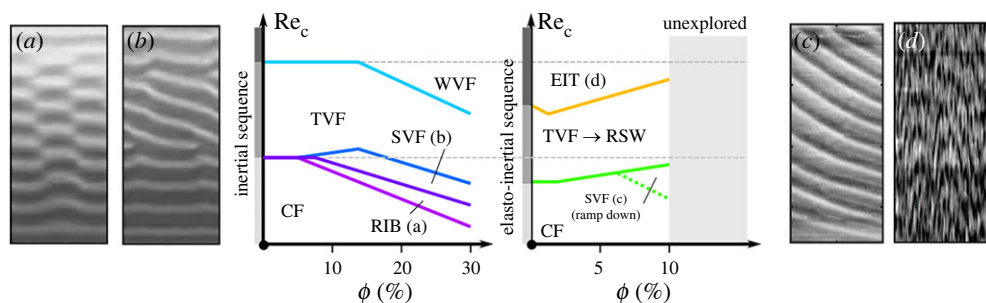 (a)
(b)
Re_c
inertial sequence
WVF
TVF
SVF (b)
CF
RIB (a)
10
20
30
ϕ (%)
Re_c
unexplored
elasto-inertial sequence
EIT (d)
TVF → RSW
SVF (c)
(ramp down)
CF
5
10
ϕ (%)
(c)
(d)